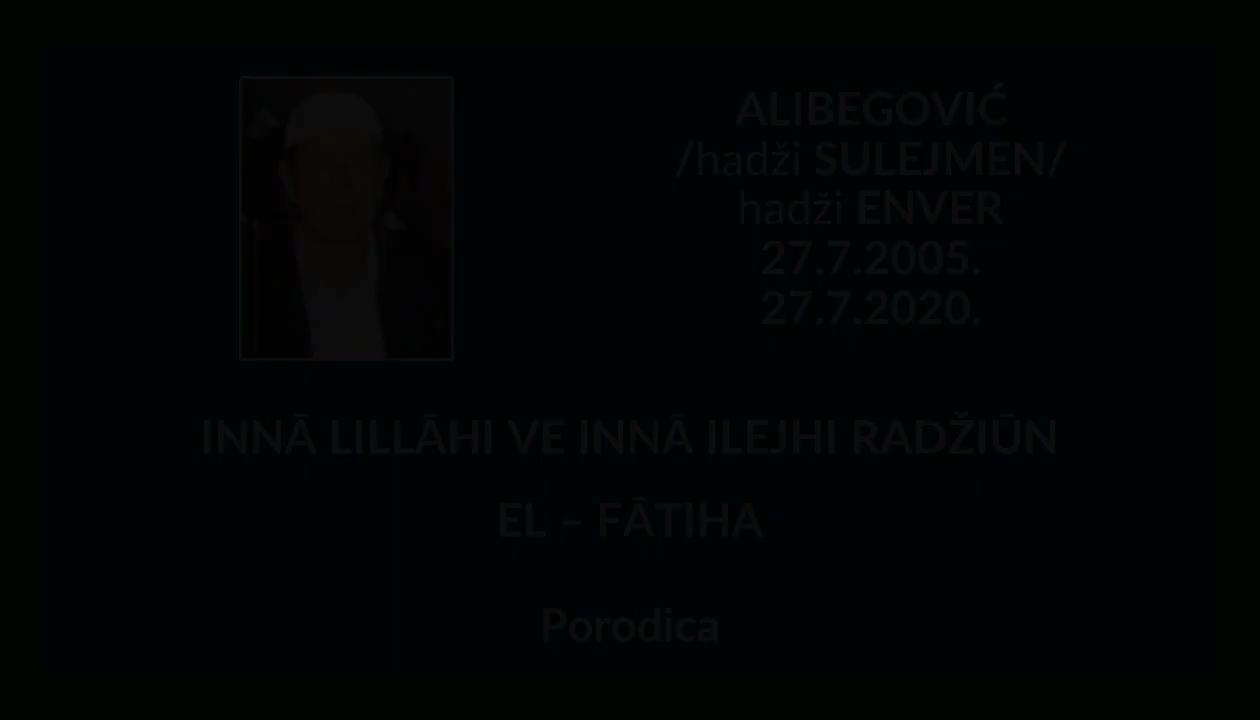 ALIBEGOVIĆ
/hadži SULEJMEN/
hadži ENVER
27.7.2005.
27.7.2020.
INNĀ LILLĀHI VE INNĀ ILEJHI RADŽIŪN
EL – FĀTIHA
Porodica